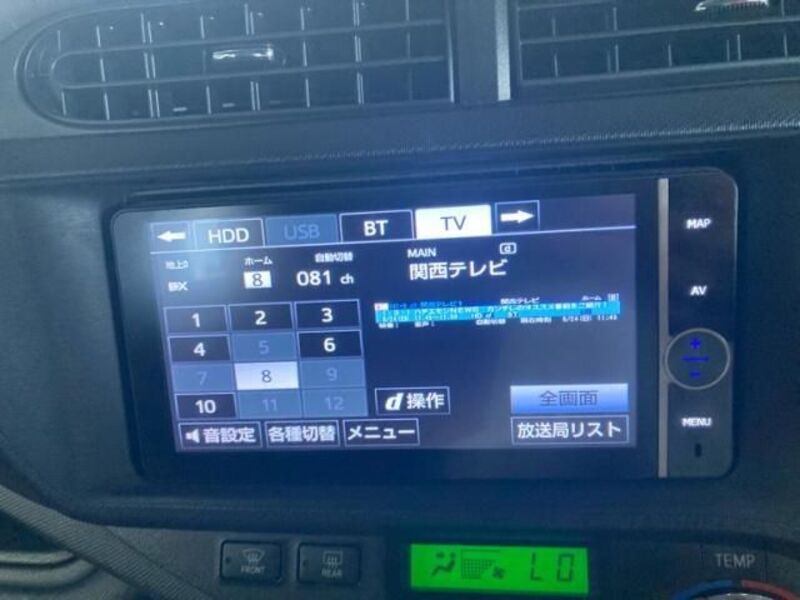 HDD USB BT TV
MAP
地上D ホーム 自動切替 MAIN d
8 081 ch 関西テレビ
AV
1 2 3
4 5 6
7 8 9
10 11 12
d 操作 全画面
音設定 各種切替 メニュー 放送局リスト
MENU
FRONT REAR LO TEMP